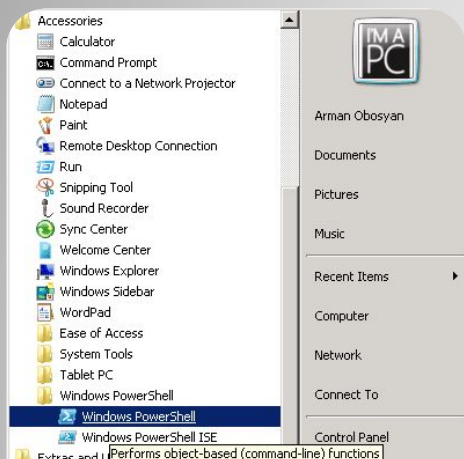 Accessories
Calculator
Command Prompt
Connect to a Network Projector
Notepad
Paint
Remote Desktop Connection
Run
Snipping Tool
Sound Recorder
Sync Center
Welcome Center
Windows Explorer
Windows Sidebar
WordPad
Ease of Access
System Tools
Tablet PC
Windows PowerShell
Windows PowerShell
Windows PowerShell ISE
Extras and U
Performs object-based (command-line) functions
I'M A
PC
Arman Obosyan
Documents
Pictures
Music
Recent Items
Computer
Network
Connect To
Control Panel